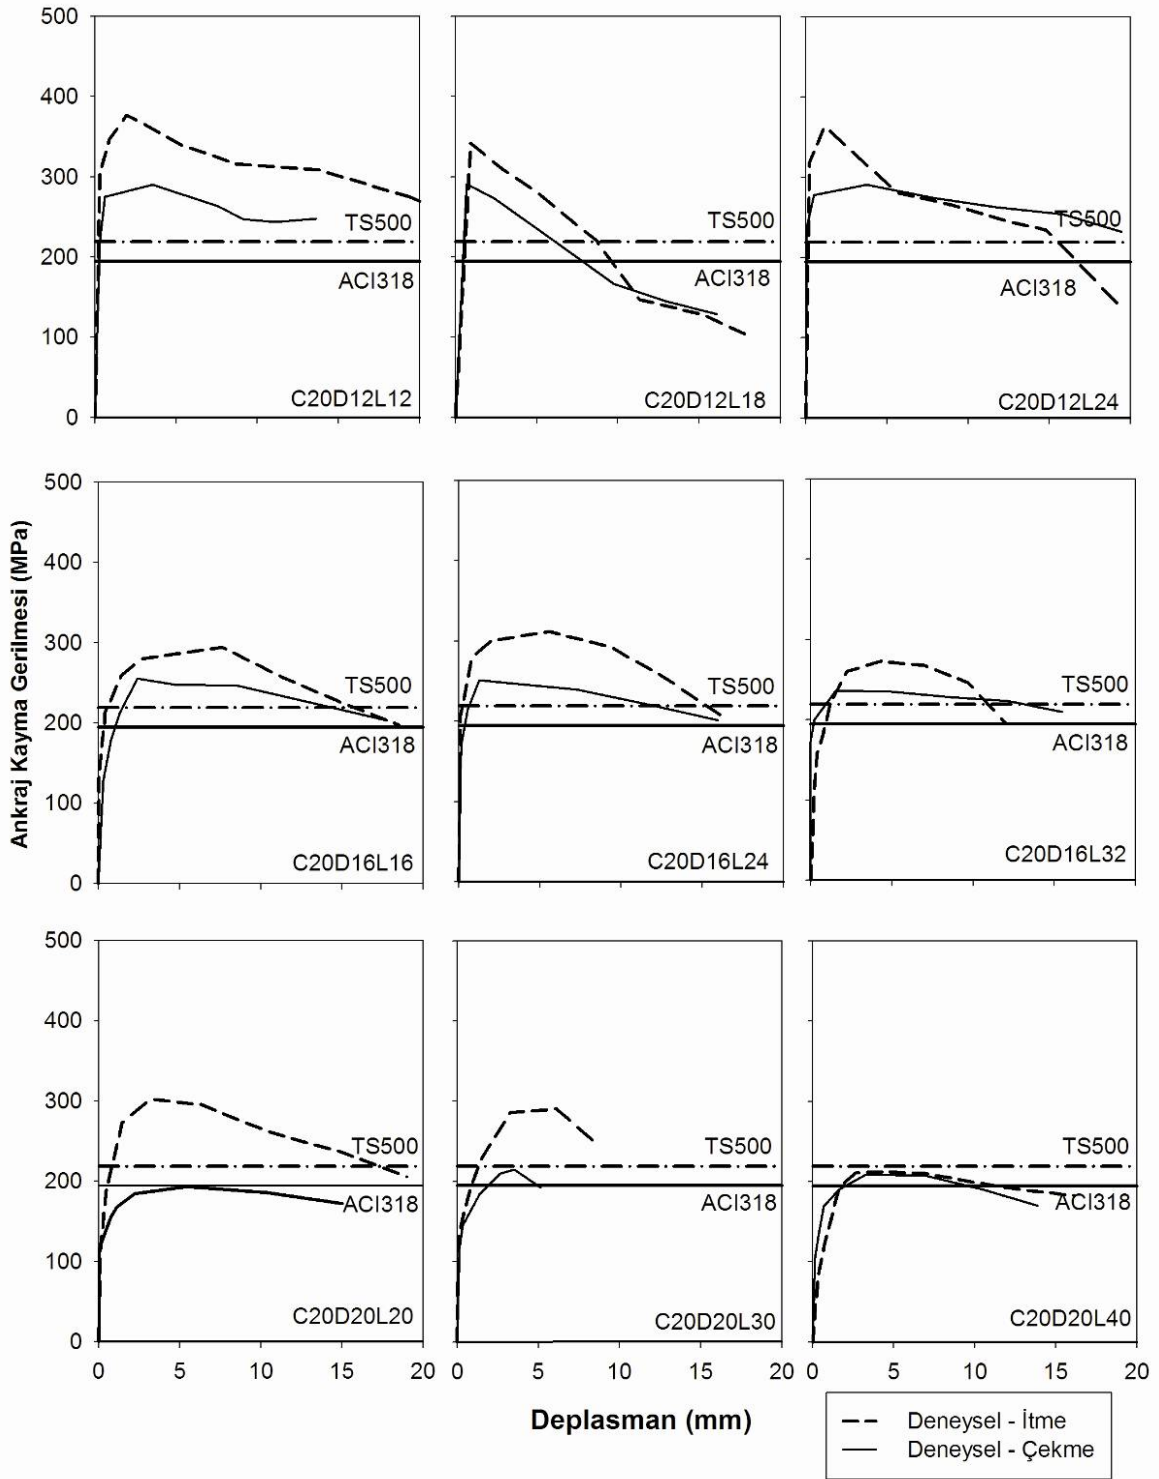 500
400
300
200
100
0
TS500
ACI318
C20D12L12
TS500
ACI318
C20D12L18
TS500
ACI318
C20D12L24
Ankraj Kayma Gerilmesi (MPa)
500
400
300
200
100
0
TS500
ACI318
C20D16L16
TS500
ACI318
C20D16L24
TS500
ACI318
C20D16L32
500
400
300
200
100
0
TS500
ACI318
C20D20L20
TS500
ACI318
C20D20L30
TS500
ACI318
C20D20L40
0 5 10 15 20
0 5 10 15 20
0 5 10 15 20
Deplasman (mm)
Deneysel - İtme
Deneysel - Çekme